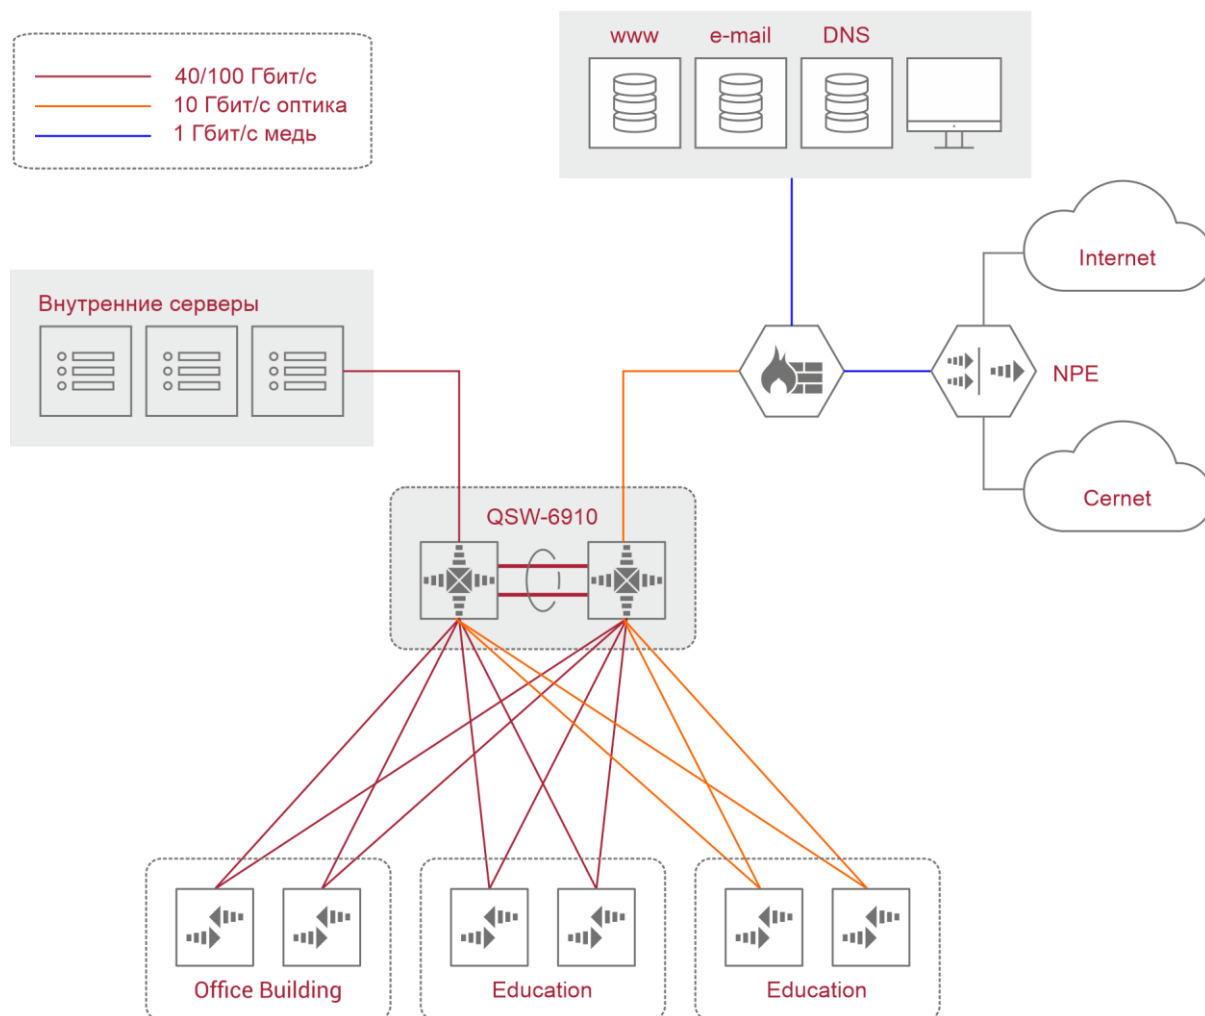 www e-mail DNS
40/100 Гбит/с
10 Гбит/с оптика
1 Гбит/с медь
Internet
Внутренние серверы
NPE
Cernet
QSW-6910
Office Building
Education
Education